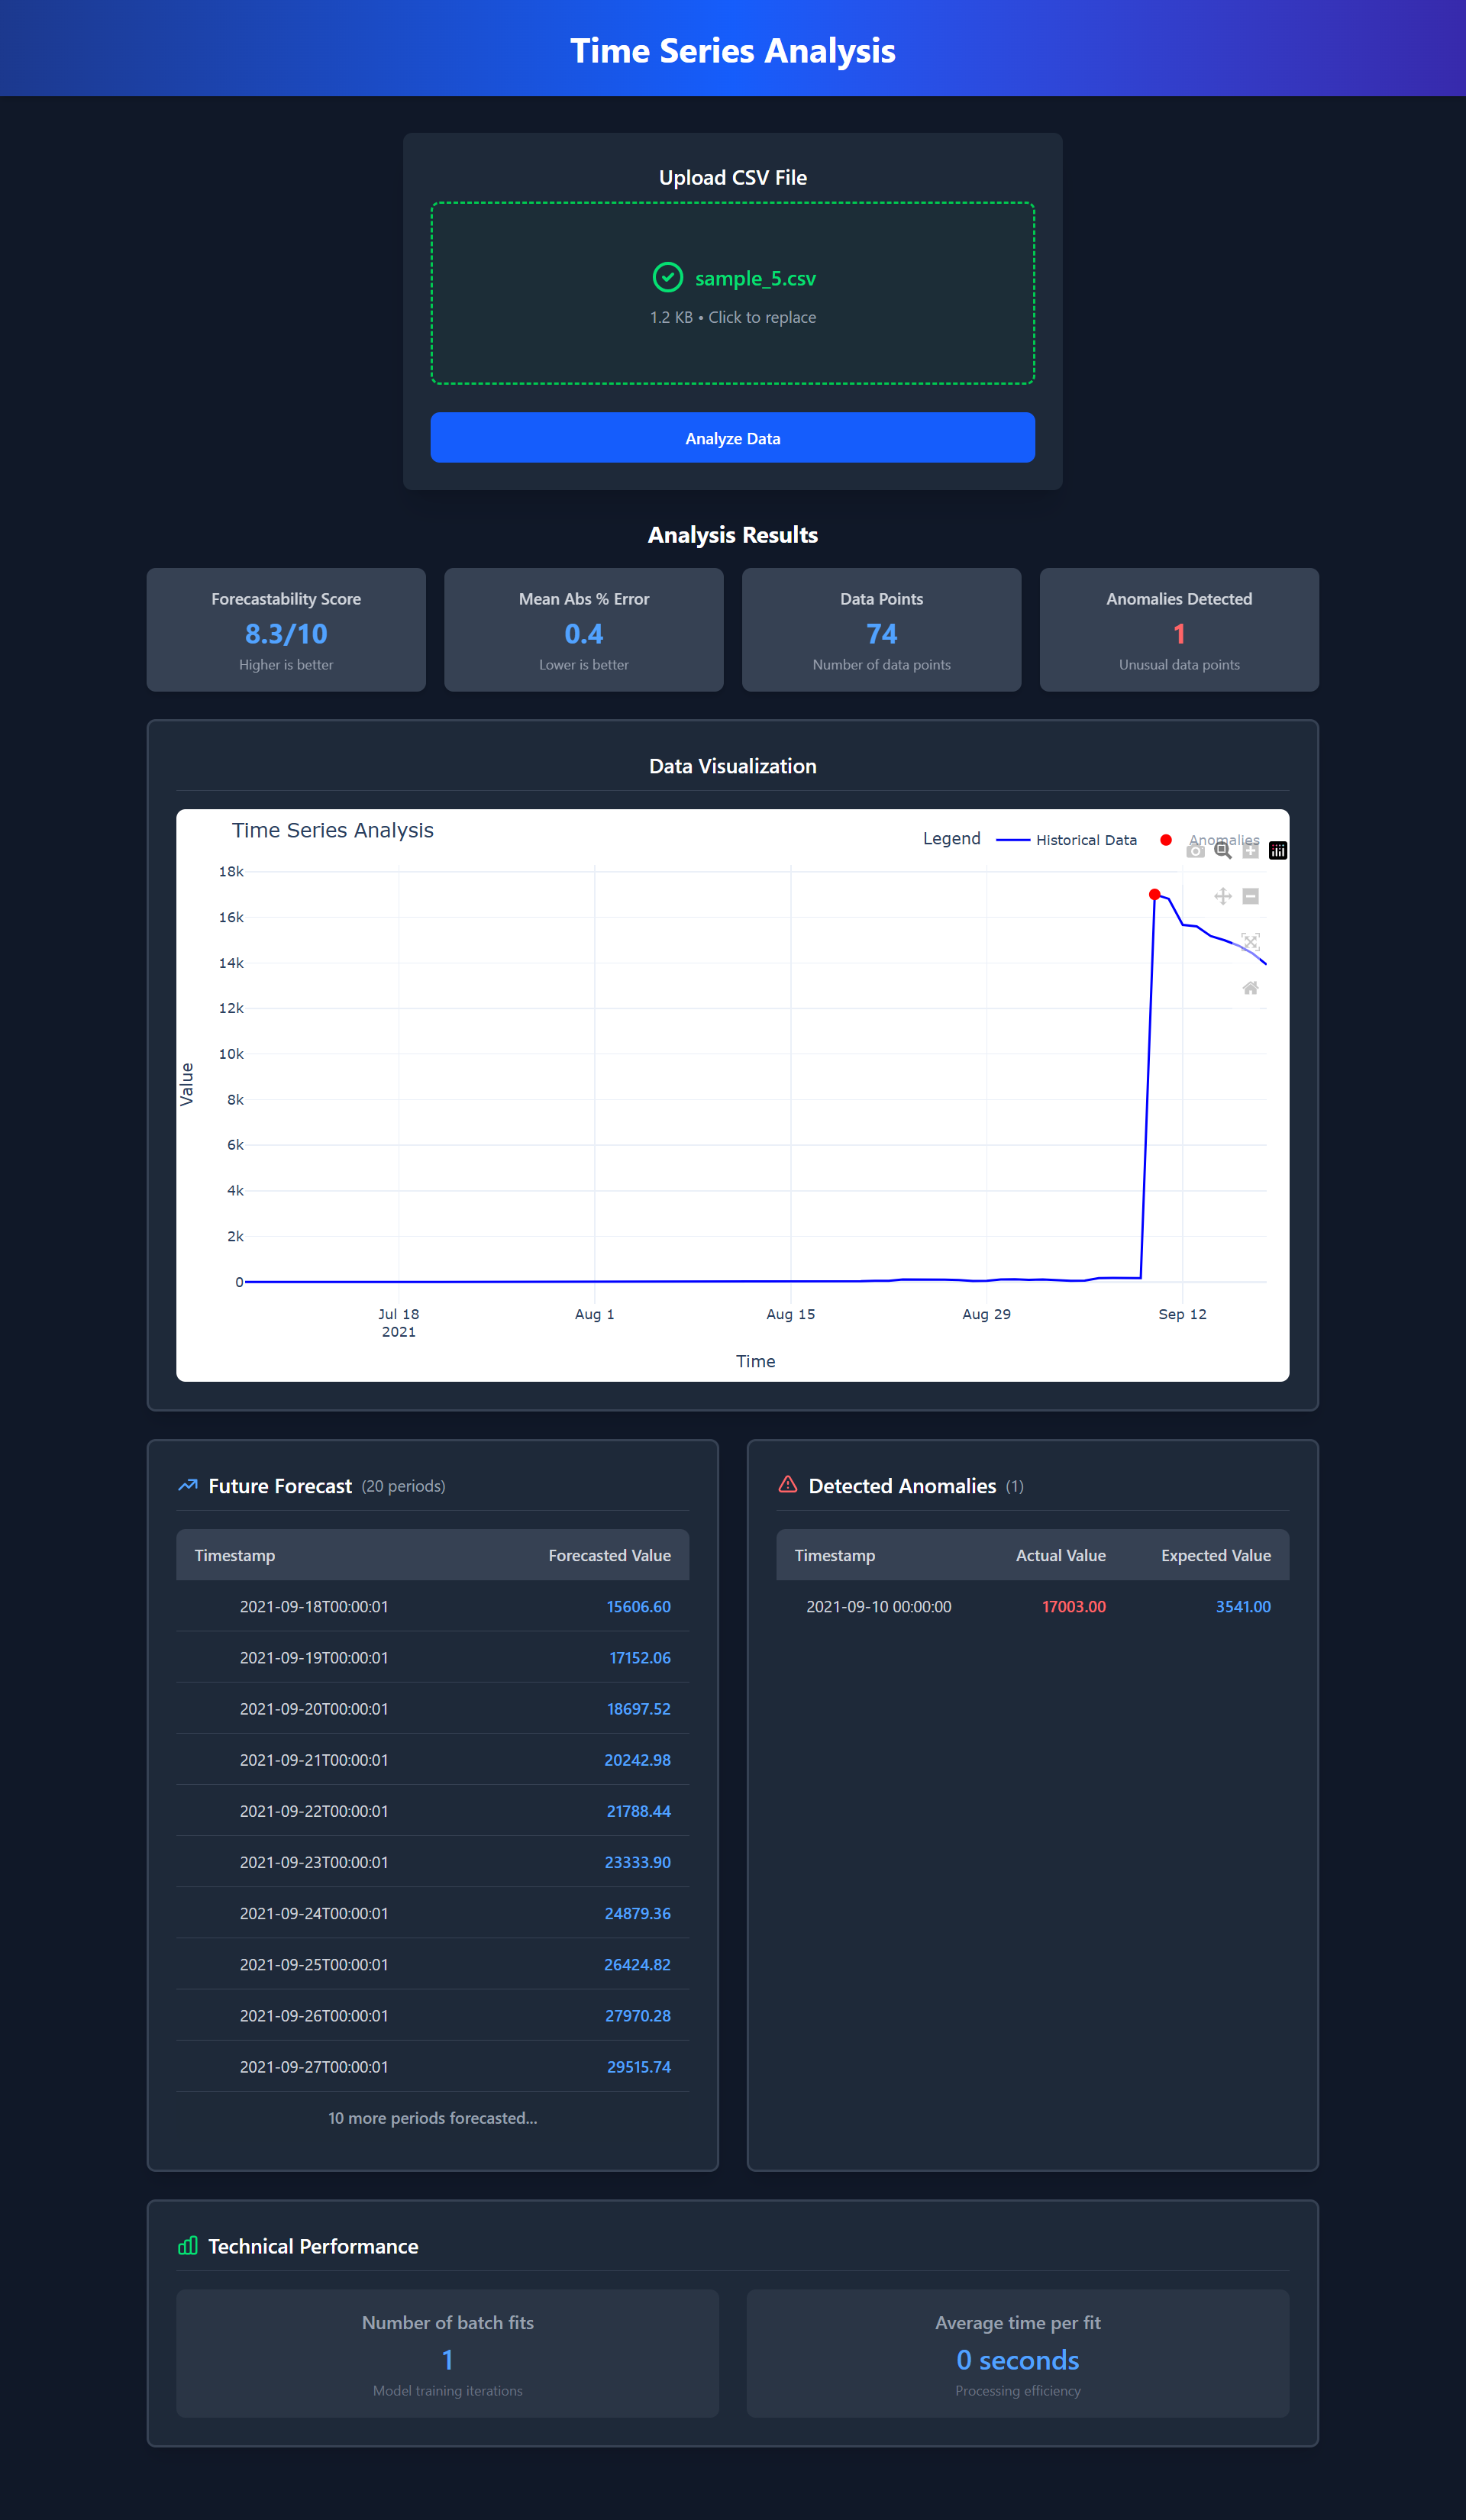 Time Series Analysis
Upload CSV File
sample_5.csv
1.2 KB • Click to replace
Analyze Data
Analysis Results
Forecastability Score
8.3/10
Higher is better
Mean Abs % Error
0.4
Lower is better
Data Points
74
Number of data points
Anomalies Detected
1
Unusual data points
Data Visualization
Time Series Analysis
Legend Historical Data Anomalies
18k
16k
14k
12k
10k
8k
6k
4k
2k
0
Value
Jul 18 Aug 1 Aug 15 Aug 29 Sep 12
2021
Time
Future Forecast (20 periods)
Timestamp Forecasted Value
2021-09-18T00:00:01 15606.60
2021-09-19T00:00:01 17152.06
2021-09-20T00:00:01 18697.52
2021-09-21T00:00:01 20242.98
2021-09-22T00:00:01 21788.44
2021-09-23T00:00:01 23333.90
2021-09-24T00:00:01 24879.36
2021-09-25T00:00:01 26424.82
2021-09-26T00:00:01 27970.28
2021-09-27T00:00:01 29515.74
10 more periods forecasted...
Detected Anomalies (1)
Timestamp Actual Value Expected Value
2021-09-10 00:00:00 17003.00 3541.00
Technical Performance
Number of batch fits
1
Model training iterations
Average time per fit
0 seconds
Processing efficiency